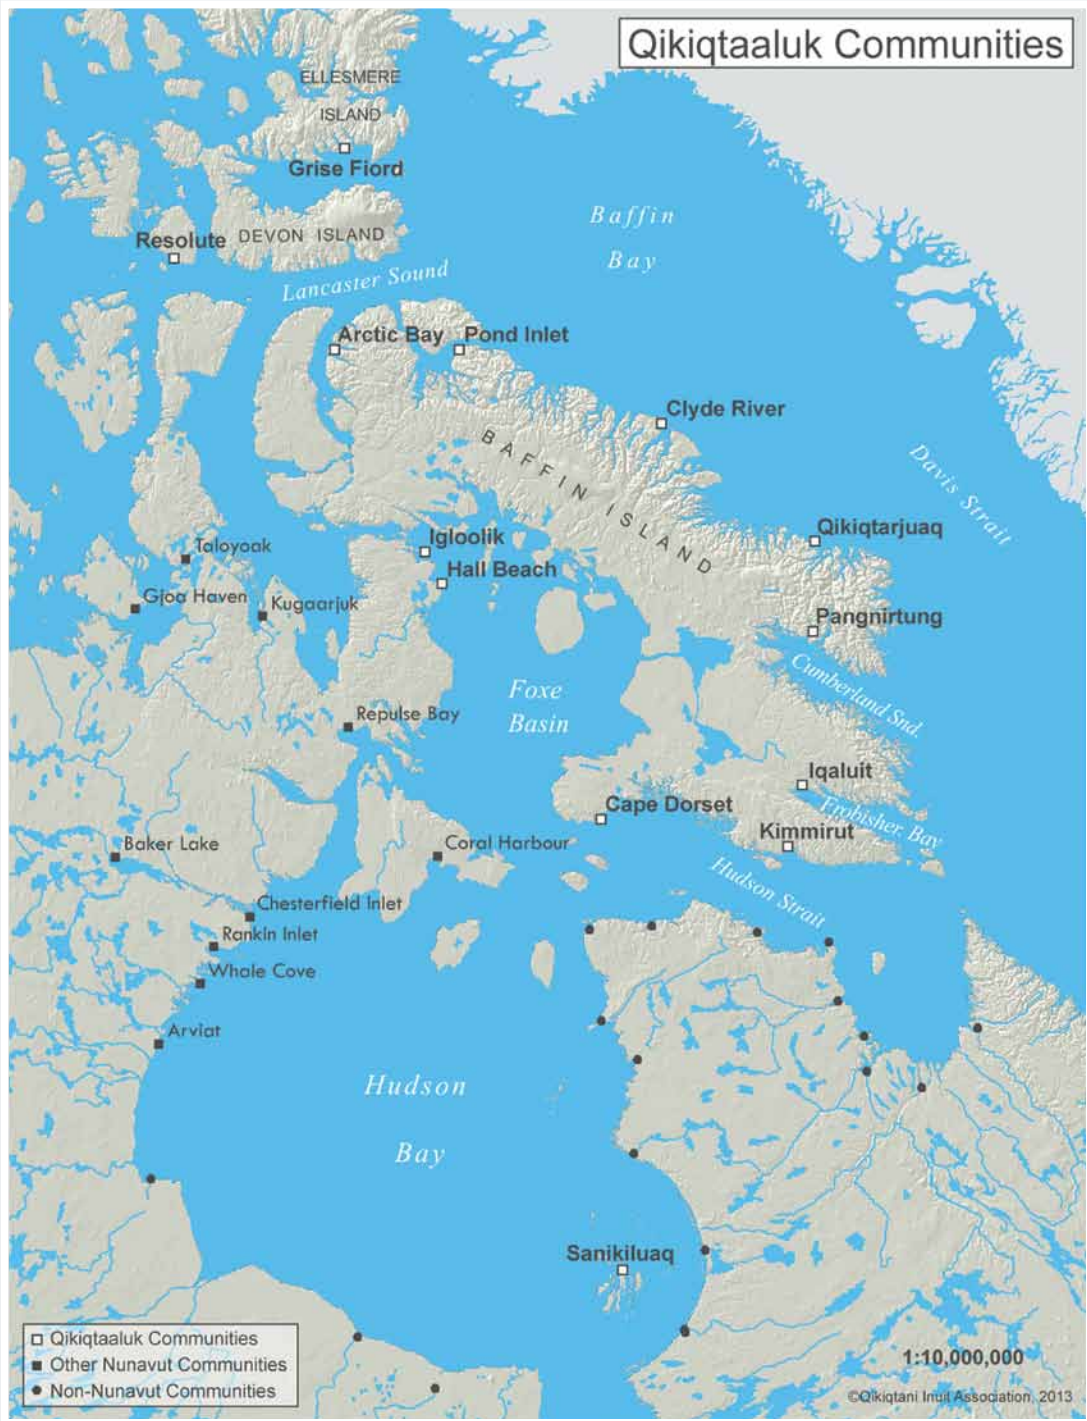 Qikiqtaaluk Communities
ELLESMERE
ISLAND
Grise Fiord
Baffin
Bay
Resolute
DEVON ISLAND
Lancaster Sound
Arctic Bay
Pond Inlet
Clyde River
BAFFIN ISLAND
Davis Strait
Qikiqtarjuaq
Igloolik
Taloyoak
Hall Beach
Gjoa Haven
Kugaarjuk
Pangnirtung
Cumberland Snd.
Foxe
Basin
Repulse Bay
Iqaluit
Cape Dorset
Frobisher Bay
Kimmirut
Baker Lake
Coral Harbour
Hudson Strait
Chesterfield Inlet
Rankin Inlet
Whale Cove
Arviat
Hudson
Bay
Sanikiluaq
Qikiqtaaluk Communities
Other Nunavut Communities
Non-Nunavut Communities
1:10,000,000
©Qikiqtani Inuit Association, 2013